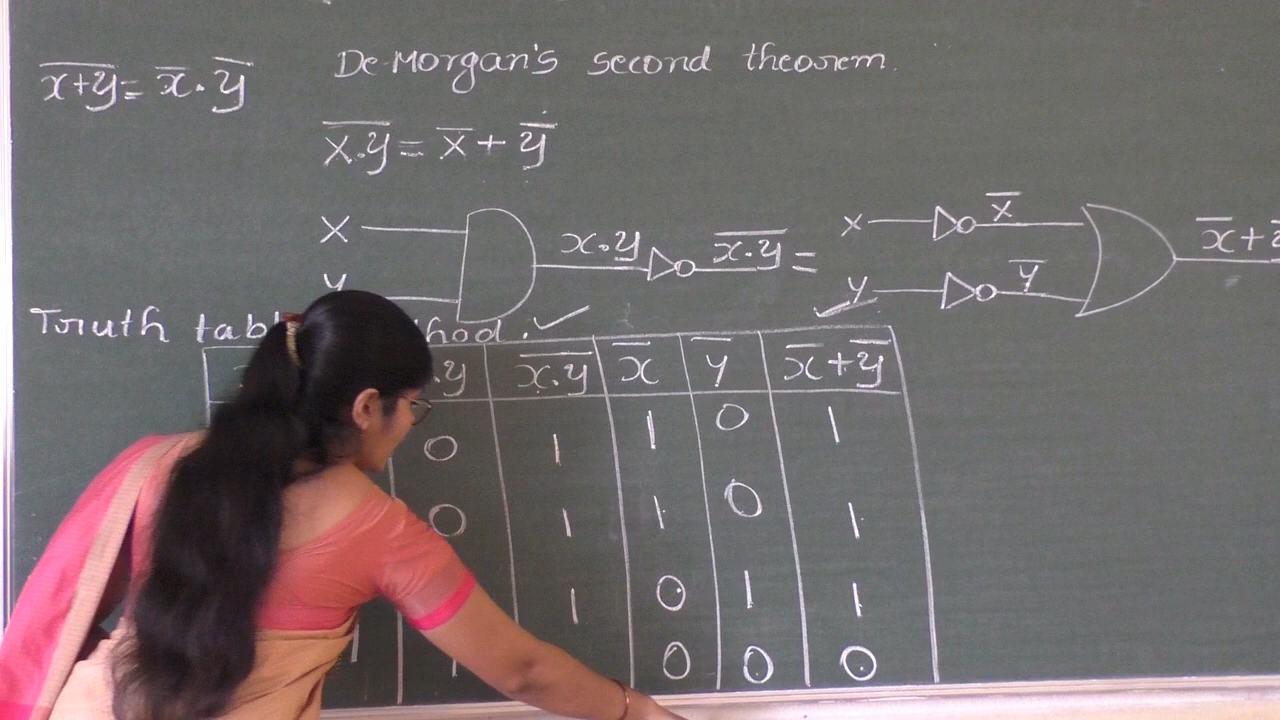 x̅+̅y̅ = x̅ . y̅
De-Morgan's second theorem.
X̅.̅y̅ = x̅ + y̅
X
x.y
x̅.̅y̅ =
x
x̅
x̅ +
y
y̅
Truth method.
.y x̅.̅y̅ x̅ y̅ x̅ + y̅
0 1 1 0 1
0 1 1 0 1
1 0 1 1
1 0 0 0